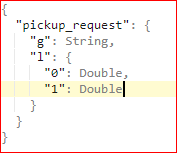 {
"pickup_request": {
"g": String,
"l": {
"0": Double,
"1": Double
}
}
}